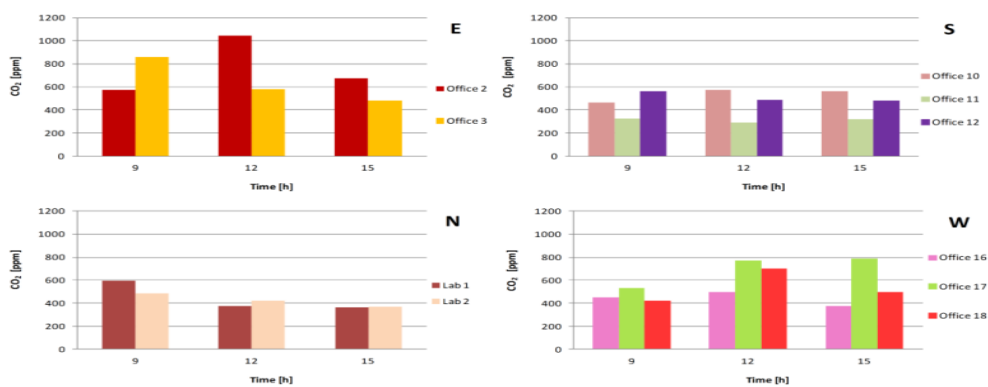 E
1200
1000
800
600
400
200
0
CO2 [ppm]
9 12 15
Time [h]
Office 2
Office 3
S
1200
1000
800
600
400
200
0
CO2 [ppm]
9 12 15
Time [h]
Office 10
Office 11
Office 12
N
1200
1000
800
600
400
200
0
CO2 [ppm]
9 12 15
Time [h]
Lab 1
Lab 2
W
1200
1000
800
600
400
200
0
CO2 [ppm]
9 12 15
Time [h]
Office 16
Office 17
Office 18